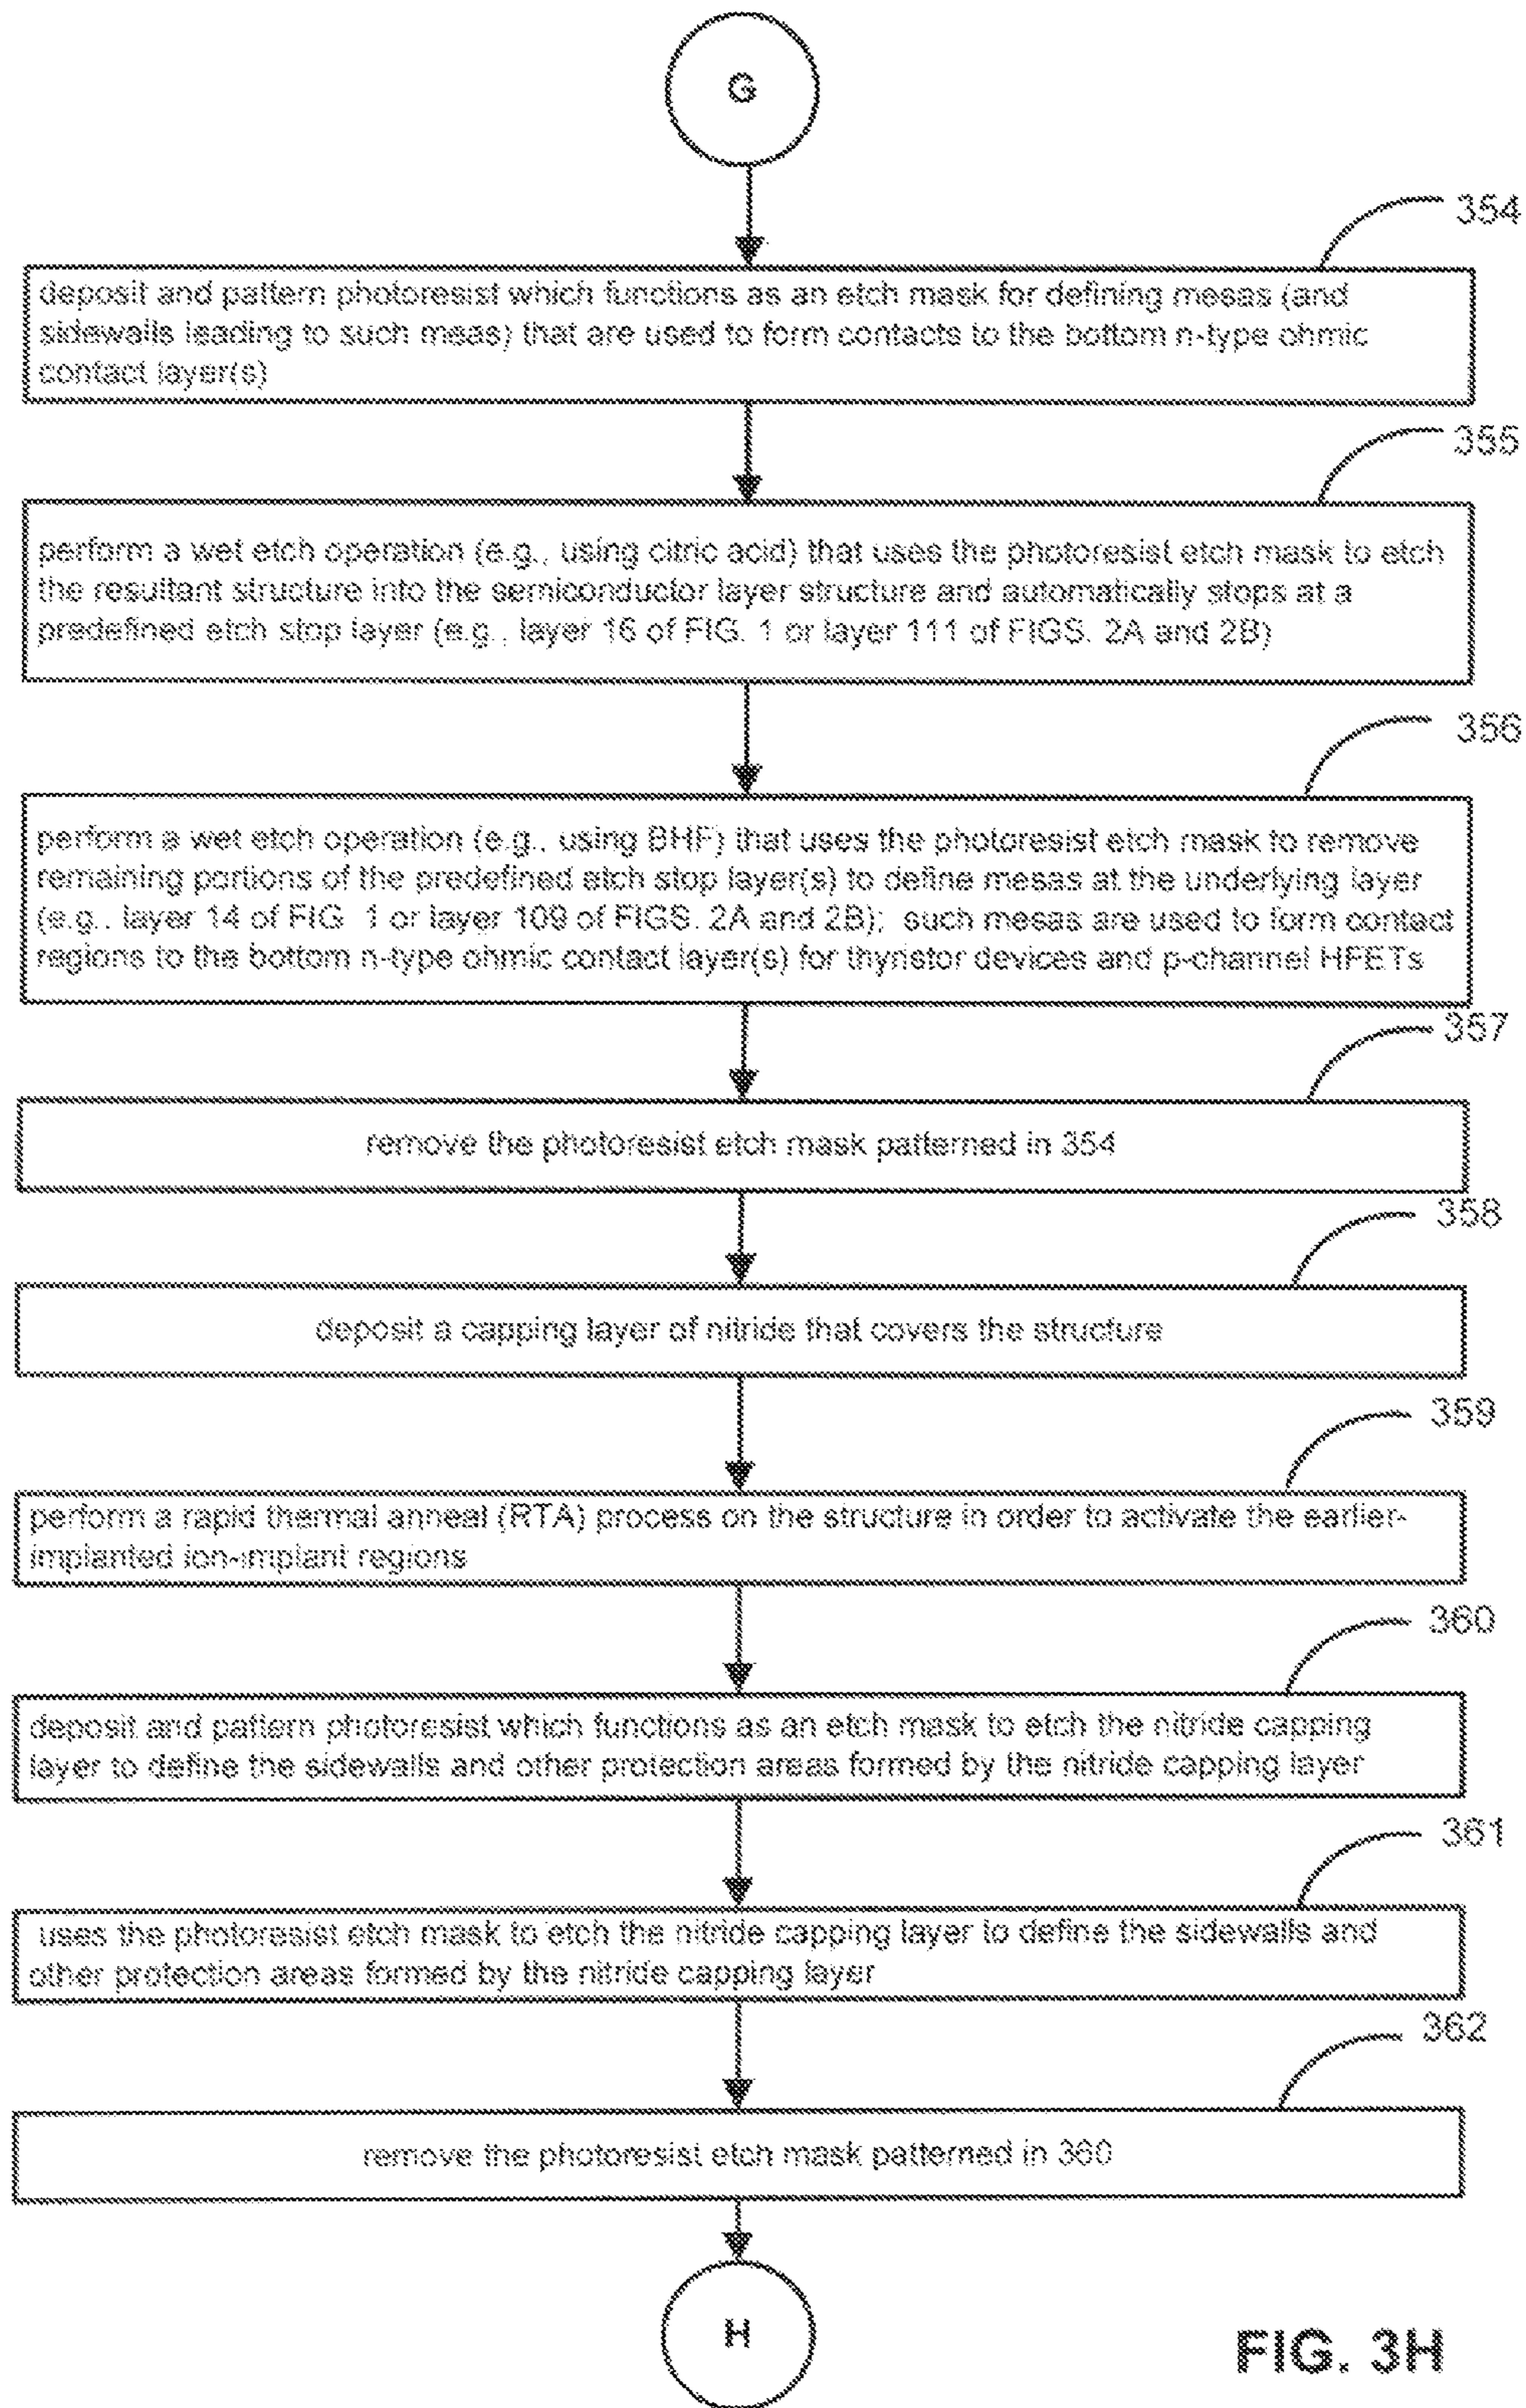 G
354
deposit and pattern photoresist which functions as an etch mask for defining mesas (and
sidewalls leading to such meas) that are used to form contacts to the bottom n-type ohmic
contact layer(s)
355
perform a wet etch operation (e.g., using citric acid) that uses the photoresist etch mask to etch
the resultant structure into the semiconductor layer structure and automatically stops at a
predefined etch stop layer (e.g., layer 16 of FIG. 1 or layer 111 of FIGS. 2A and 2B)
356
perform a wet etch operation (e.g., using BHF) that uses the photoresist etch mask to remove
remaining portions of the predefined etch stop layer(s) to define mesas at the underlying layer
(e.g., layer 14 of FIG 1 or layer 109 of FIGS. 2A and 2B); such mesas are used to form contact
regions to the bottom n-type ohmic contact layer(s) for thyristor devices and p-channel HFETs
357
remove the photoresist etch mask patterned in 354
358
deposit a capping layer of nitride that covers the structure
359
perform a rapid thermal anneal (RTA) process on the structure in order to activate the earlier-
implanted ion-implant regions
360
deposit and pattern photoresist which functions as an etch mask to etch the nitride capping
layer to define the sidewalls and other protection areas formed by the nitride capping layer
361
uses the photoresist etch mask to etch the nitride capping layer to define the sidewalls and
other protection areas formed by the nitride capping layer
362
remove the photoresist etch mask patterned in 360
H
FIG. 3H